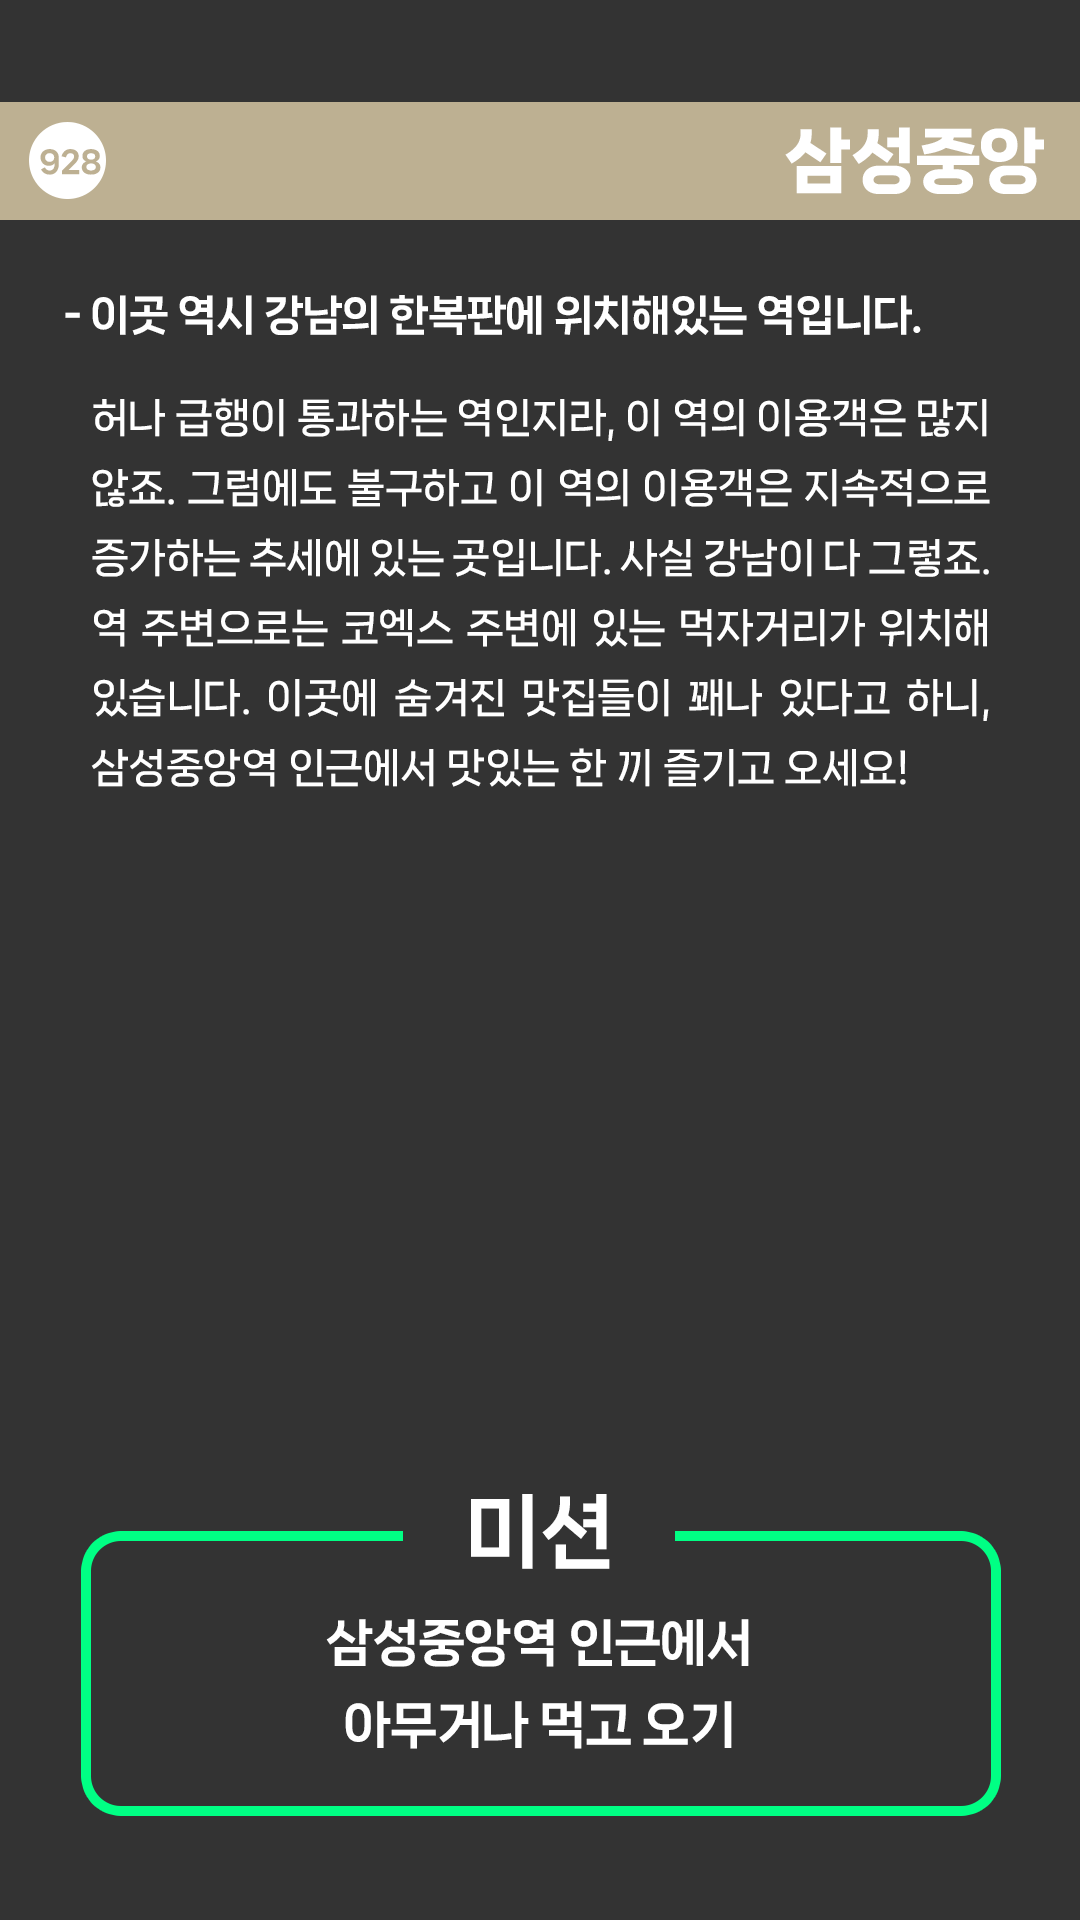 928
삼성중앙
- 이곳 역시 강남의 한복판에 위치해있는 역입니다.
허나 급행이 통과하는 역인지라, 이 역의 이용객은 많지
않죠. 그럼에도 불구하고 이 역의 이용객은 지속적으로
증가하는 추세에 있는 곳입니다. 사실 강남이 다 그렇죠.
역 주변으로는 코엑스 주변에 있는 먹자거리가 위치해
있습니다. 이곳에 숨겨진 맛집들이 꽤나 있다고 하니,
삼성중앙역 인근에서 맛있는 한 끼 즐기고 오세요!
미션
삼성중앙역 인근에서
아무거나 먹고 오기